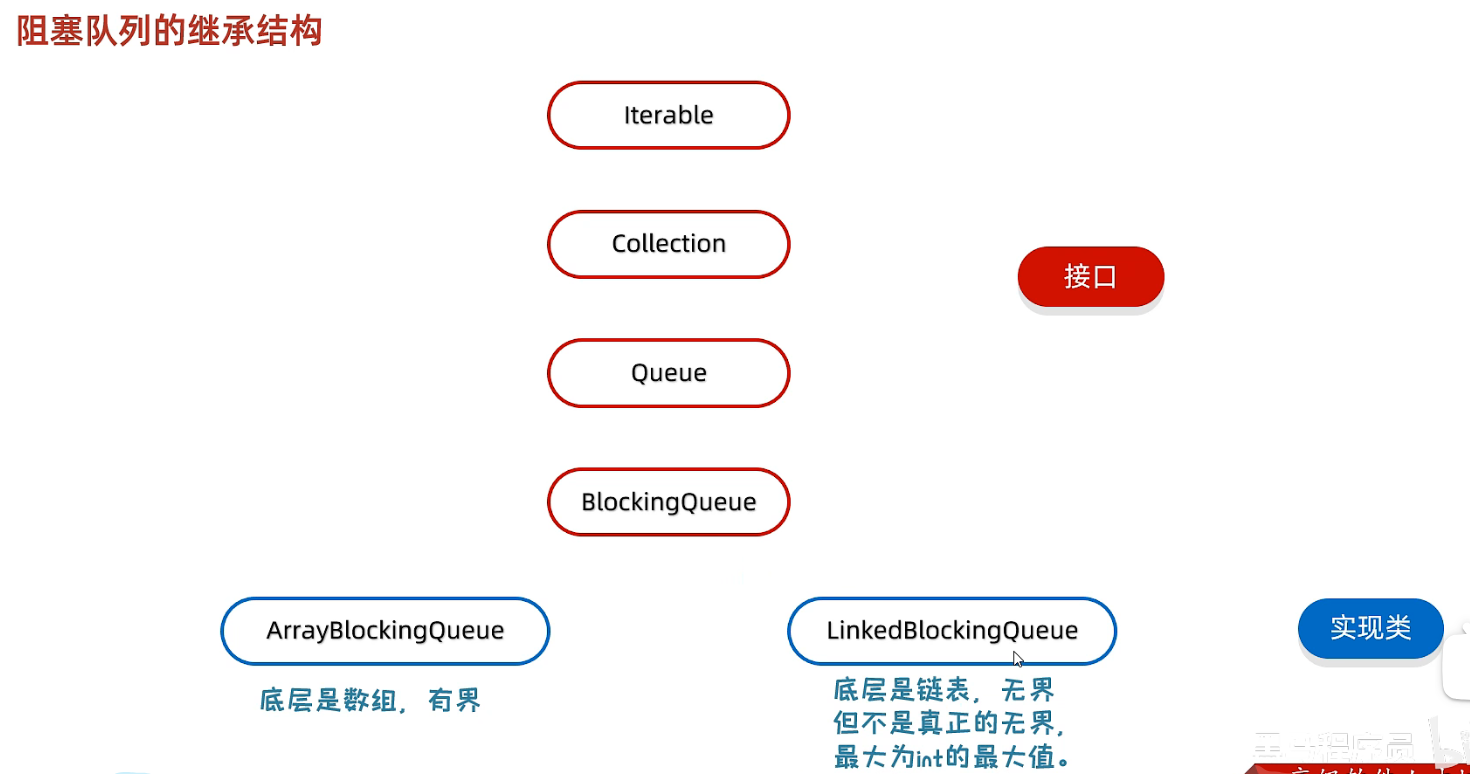 阻塞队列的继承结构
Iterable
Collection
接口
Queue
BlockingQueue
ArrayBlockingQueue
LinkedBlockingQueue
实现类
底层是数组，有界
底层是链表，无界
但不是真正的无界，
最大为int的最大值。